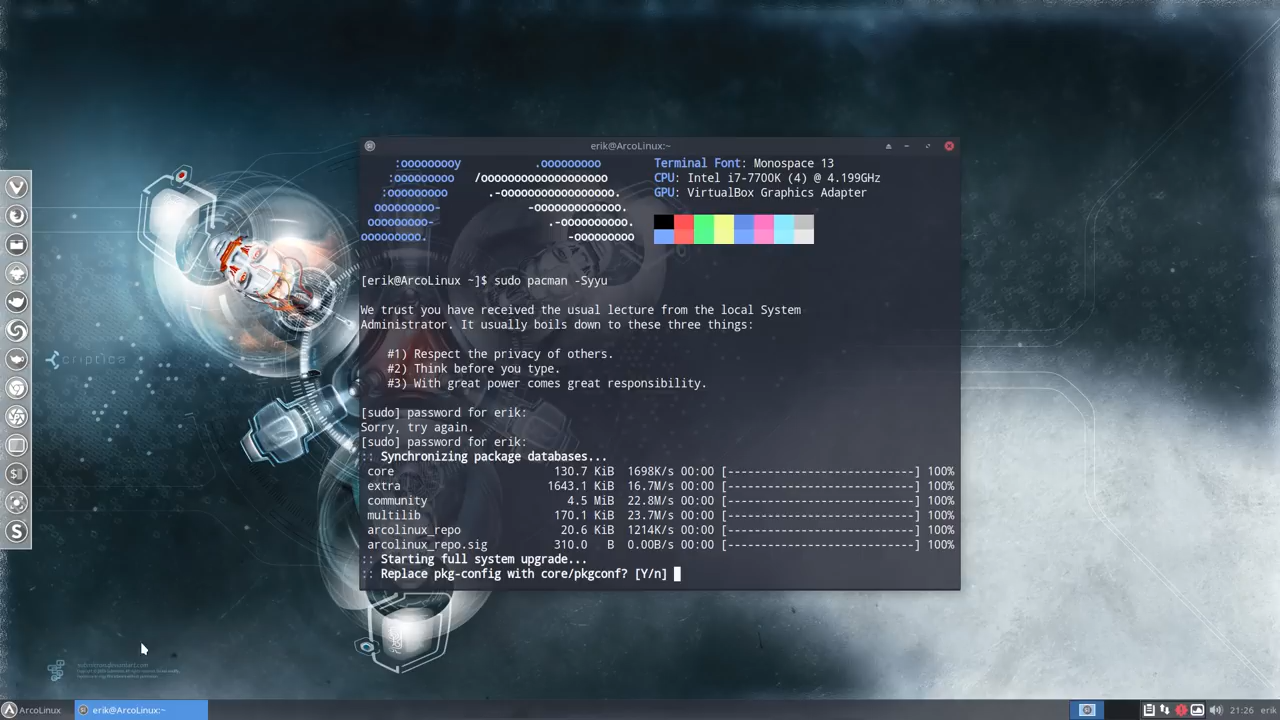 erik@ArcoLinux:~
:oooooooooy .ooooooooo Terminal Font: Monospace 13
:ooooooooo /ooooooooooooooooooo CPU: Intel i7-7700K (4) @ 4.199GHz
:ooooooooo .-ooooooooooooooooo. GPU: VirtualBox Graphics Adapter
ooooooooo- -ooooooooooooo.
ooooooooo- .-oooooooooo.
ooooooooo. -ooooooooo
[erik@ArcoLinux ~]$ sudo pacman -Syyu
We trust you have received the usual lecture from the local System
Administrator. It usually boils down to these three things:
#1) Respect the privacy of others.
#2) Think before you type.
#3) With great power comes great responsibility.
[sudo] password for erik:
Sorry, try again.
[sudo] password for erik:
:: Synchronizing package databases...
core 130.7 KiB 1698K/s 00:00 [-----------------------------] 100%
extra 1643.1 KiB 16.7M/s 00:00 [-----------------------------] 100%
community 4.5 MiB 22.8M/s 00:00 [-----------------------------] 100%
multilib 170.1 KiB 23.7M/s 00:00 [-----------------------------] 100%
arcolinux_repo 20.6 KiB 1214K/s 00:00 [-----------------------------] 100%
arcolinux_repo.sig 310.0 B 0.00B/s 00:00 [-----------------------------] 100%
:: Starting full system upgrade...
:: Replace pkg-config with core/pkgconf? [Y/n]
criptica
ArcoLinux
erik@ArcoLinux:~
21:26
erik